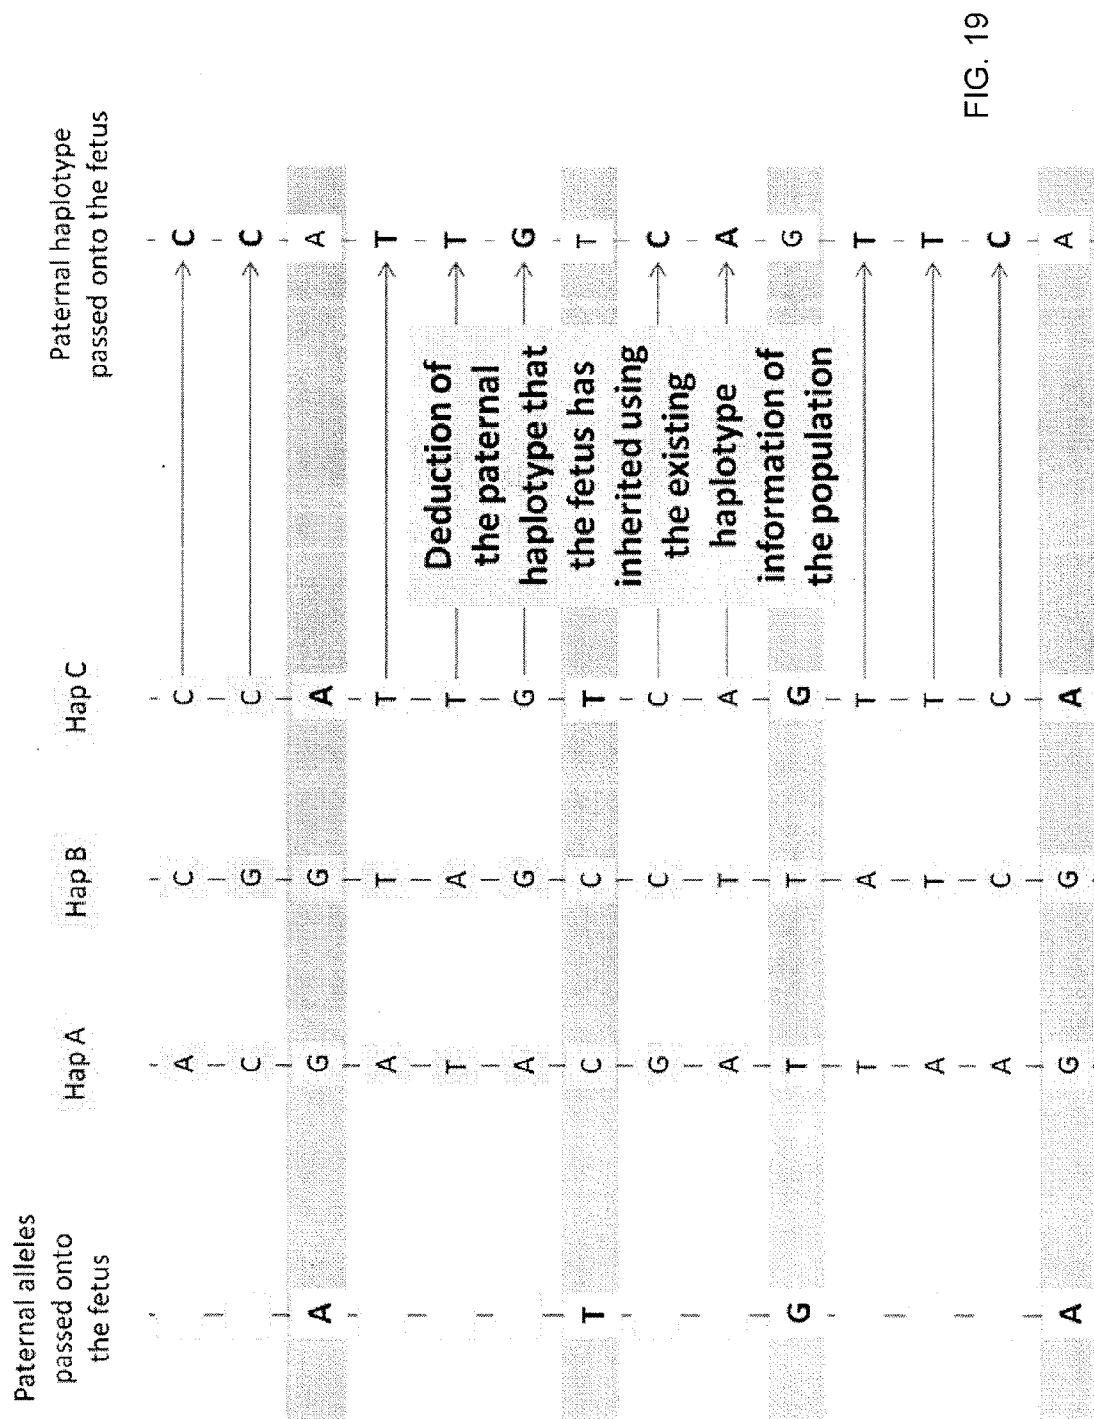 Paternal alleles
passed onto
the fetus
A
T
G
A
Hap A
A
C
G
A
T
A
C
G
A
T
T
A
A
G
Hap B
C
G
G
T
A
G
C
C
T
T
A
T
C
G
Hap C
C
C
A
T
T
G
T
C
A
G
T
T
C
A
Deduction of
the paternal
haplotype that
the fetus has
inherited using
the existing
haplotype
information of
the population
Paternal haplotype
passed onto the fetus
C
C
A
T
T
G
T
C
A
G
T
T
C
A
FIG. 19